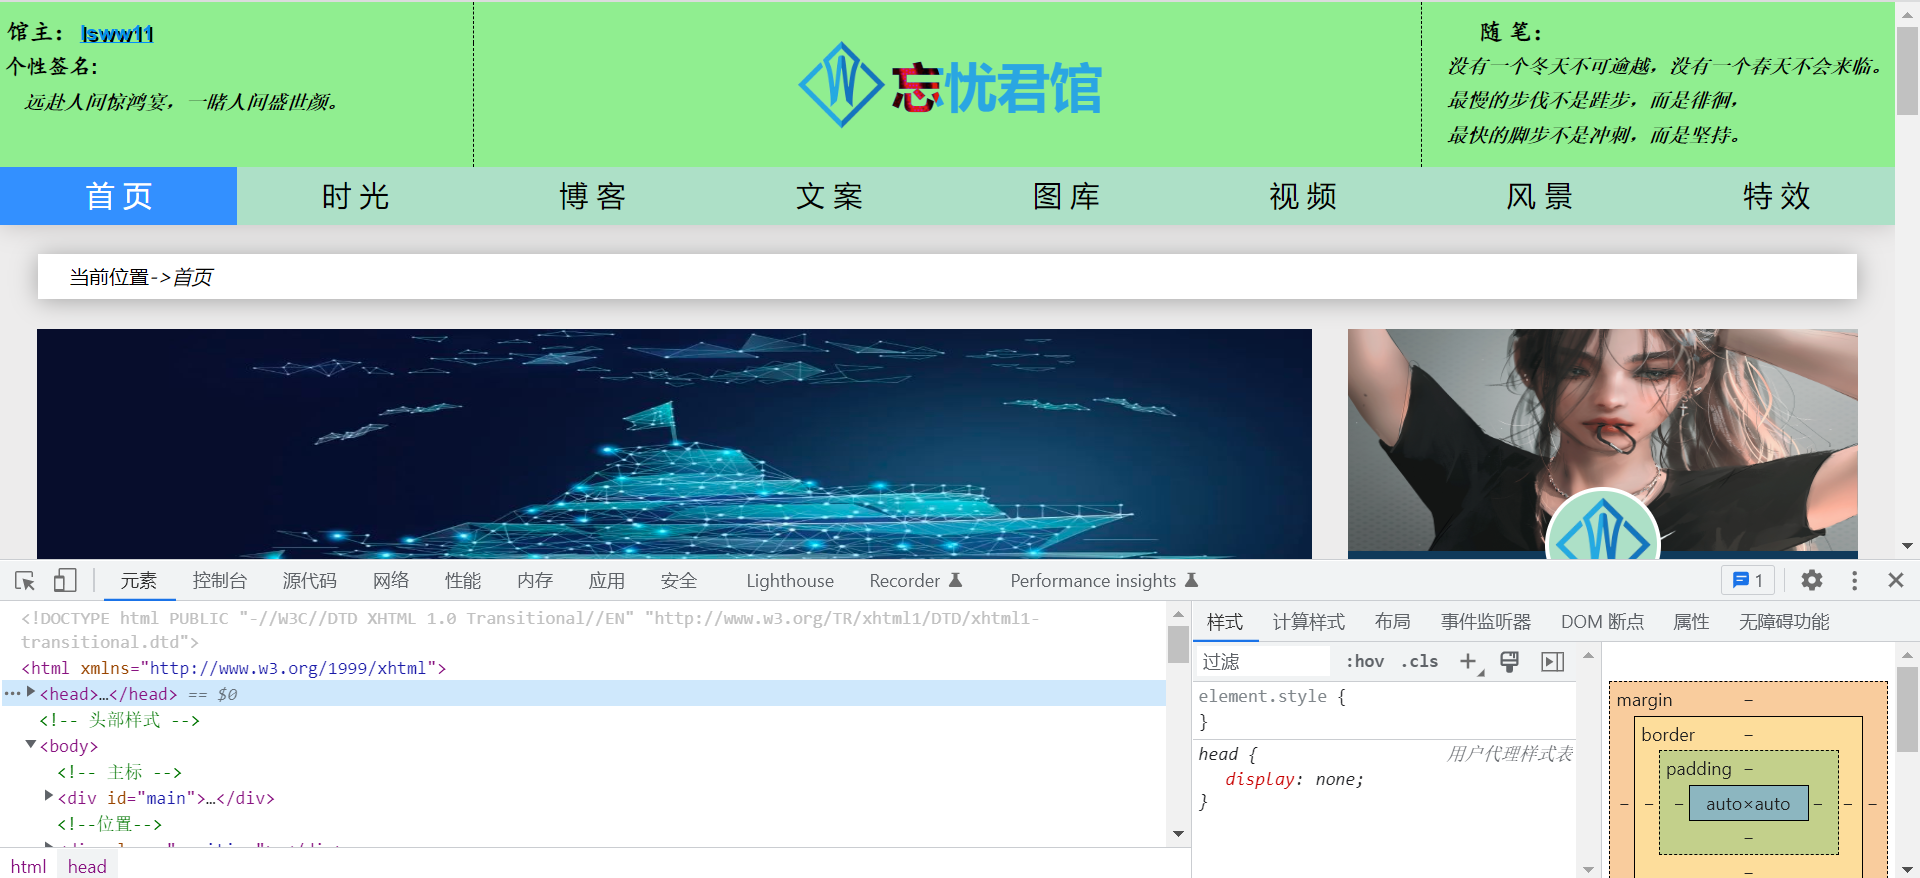 馆主：lsww11
个性签名:
远赴人间惊鸿宴，一睹人间盛世颜。
忘忧君馆
随 笔：
没有一个冬天不可逾越，没有一个春天不会来临。
最慢的步伐不是跬步，而是徘徊，
最快的脚步不是冲刺，而是坚持。
首 页
时 光
博 客
文 案
图 库
视 频
风 景
特 效
当前位置->首页
元素
控制台
源代码
网络
性能
内存
应用
安全
Lighthouse
Recorder
Performance insights
1
<!DOCTYPE html PUBLIC "-//W3C//DTD XHTML 1.0 Transitional//EN" "http://www.w3.org/TR/xhtml1/DTD/xhtml1-
transitional.dtd">
<html xmlns="http://www.w3.org/1999/xhtml">
<head>…</head> == $0
<!-- 头部样式 -->
<body>
<!-- 主标 -->
<div id="main">…</div>
<!--位置-->
html
head
样式
计算样式
布局
事件监听器
DOM 断点
属性
无障碍功能
过滤
:hov
.cls
element.style {
}
head {
用户代理样式表
display: none;
}
margin
border
padding
auto×auto